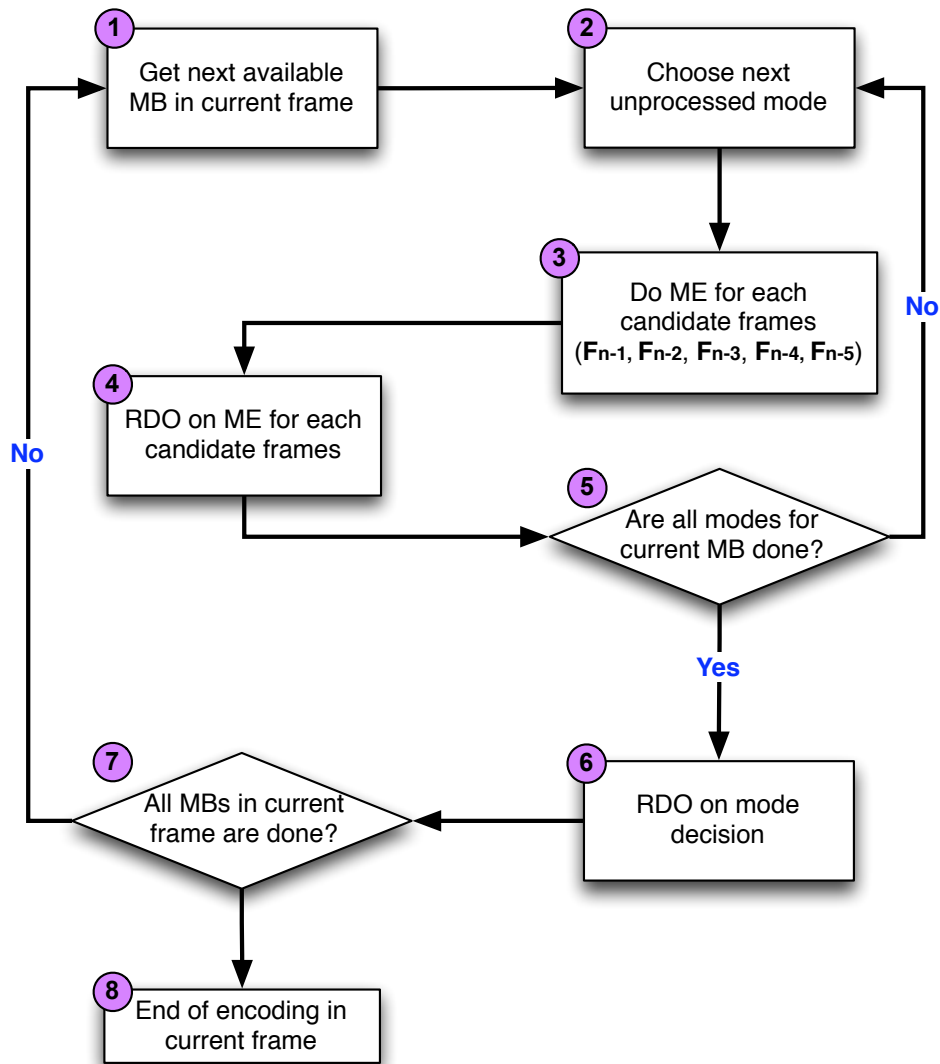 1
Get next available
MB in current frame
2
Choose next
unprocessed mode
3
Do ME for each
candidate frames
(Fn-1, Fn-2, Fn-3, Fn-4, Fn-5)
No
4
RDO on ME for each
candidate frames
No
5
Are all modes for
current MB done?
Yes
6
RDO on mode
decision
7
All MBs in current
frame are done?
8
End of encoding in
current frame